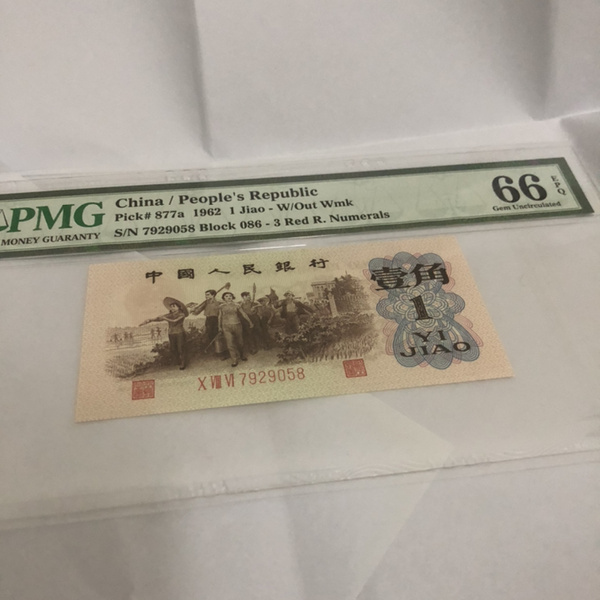 PMG
MONEY GUARANTY
China / People's Republic
Pick# 877a 1962 1 Jiao - W/Out Wmk
S/N 7929058 Block 086 - 3 Red R. Numerals
66 EPQ
Gem Uncirculated
中國人民銀行
壹角
1
YI
JIAO
X VIII VI 7929058